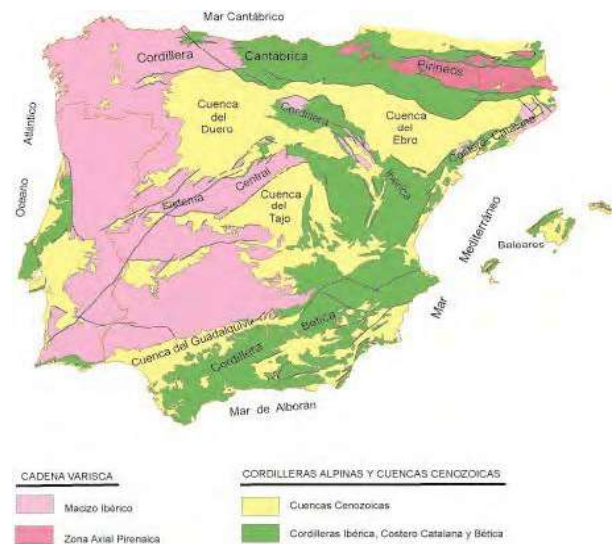 Mar Cantábrico
Cordillera
Cantábrica
Pirineos
Cuenca
del
Duero
Cordillera
Cuenca
del
Ebro
Costero Catalana
Atlántico
Océano
Ibérica
Sistema
Central
Cuenca
del
Tajo
Mediterráneo
Mar
Baleares
Cuenca del Guadalquivir
Cordillera
Bética
Mar de Alborán
CADENA VARISCA
Macizo Ibérico
Zona Axial Pirenaica
CORDILLERAS ALPINAS Y CUENCAS CENOZOICAS
Cuencas Cenozoicas
Cordilleras Ibérica, Costero Catalana y Bética